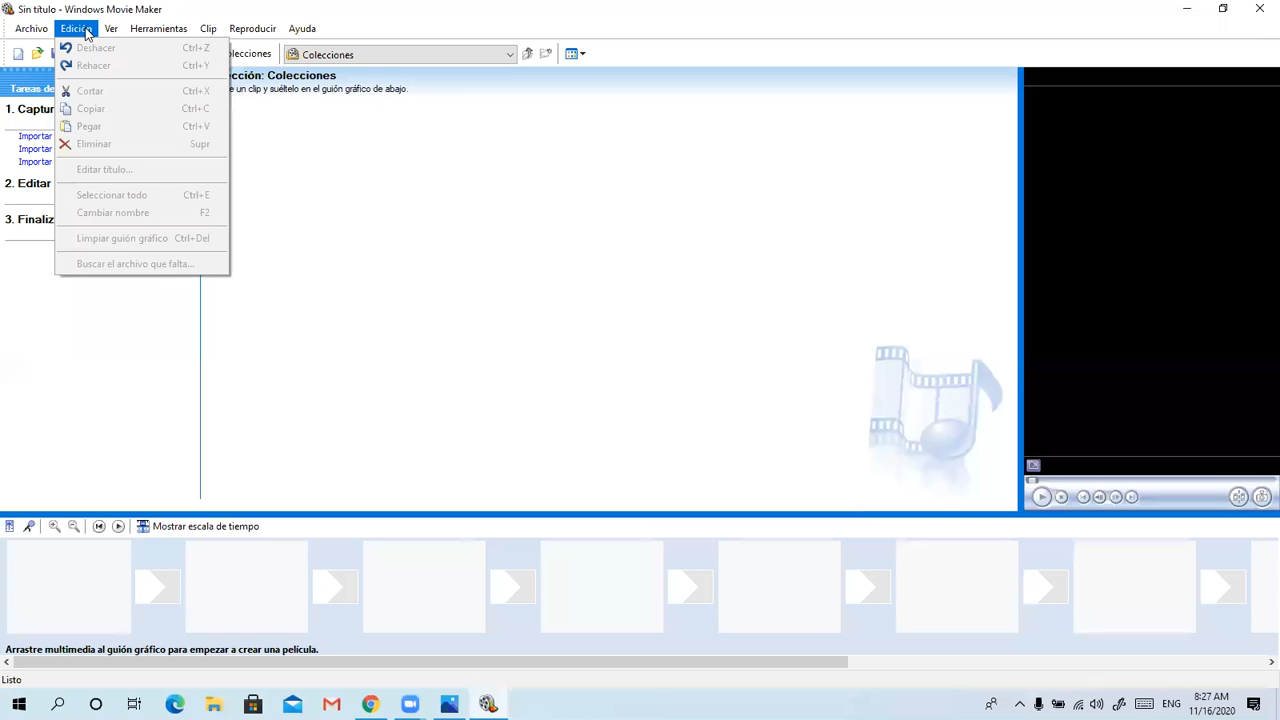 Sin título - Windows Movie Maker
Archivo Edición Ver Herramientas Clip Reproducir Ayuda
olecciones Colecciones
Deshacer Ctrl+Z
Rehacer Ctrl+Y
Cortar Ctrl+X
Copiar Ctrl+C
Pegar Ctrl+V
Eliminar Supr
Editar título...
Seleccionar todo Ctrl+E
Cambiar nombre F2
Limpiar guión gráfico Ctrl+Del
Buscar el archivo que falta...
Tareas de
1. Captur
Importar
Importar
Importar
2. Editar
3. Finaliz
cción: Colecciones
e un clip y suéltelo en el guión gráfico de abajo.
Mostrar escala de tiempo
Arrastre multimedia al guión gráfico para empezar a crear una película.
Listo
ENG
8:27 AM
11/16/2020